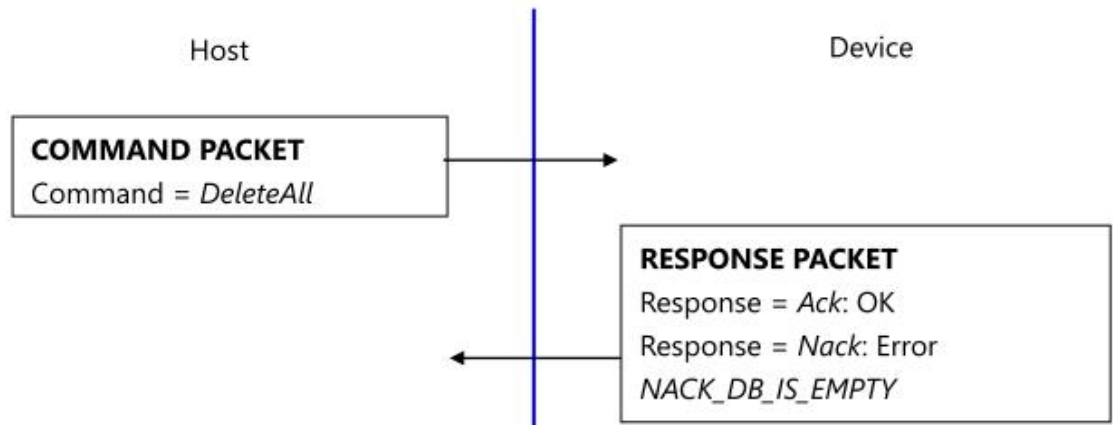 Host
Device
COMMAND PACKET
Command = DeleteAll
RESPONSE PACKET
Response = Ack: OK
Response = Nack: Error
NACK_DB_IS_EMPTY